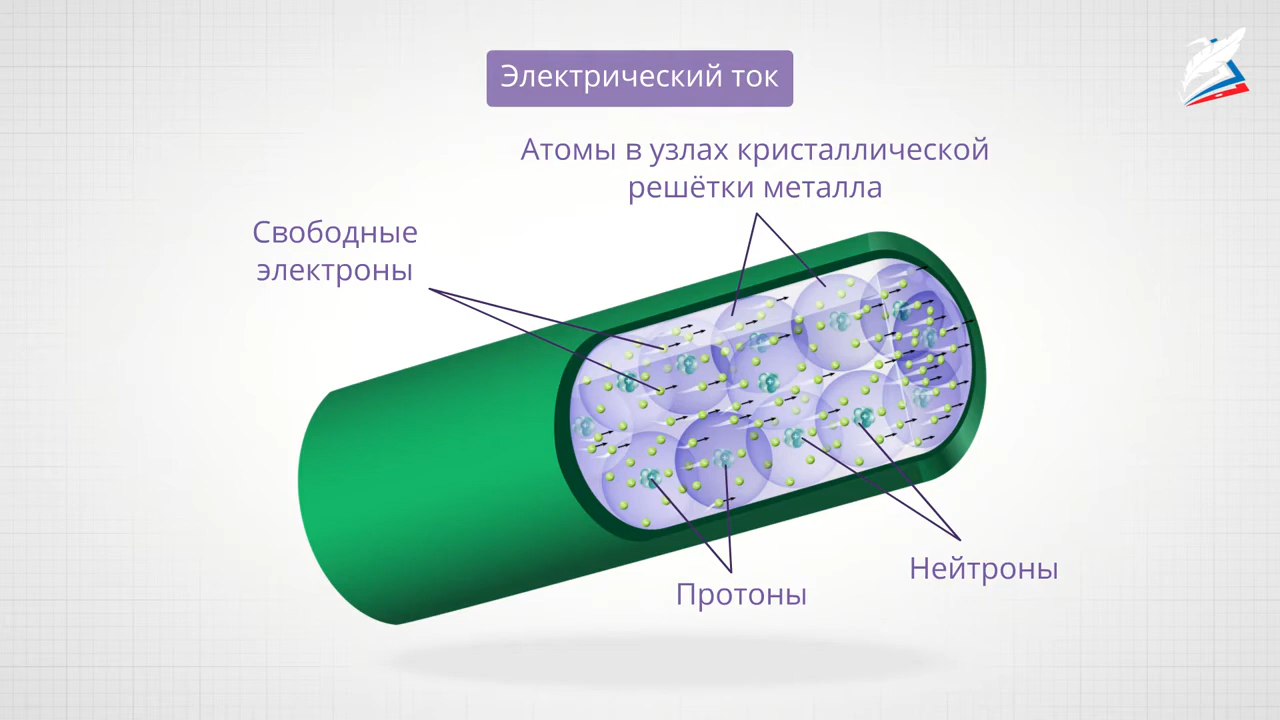 Электрический ток
Атомы в узлах кристаллической
решётки металла
Свободные
электроны
Нейтроны
Протоны